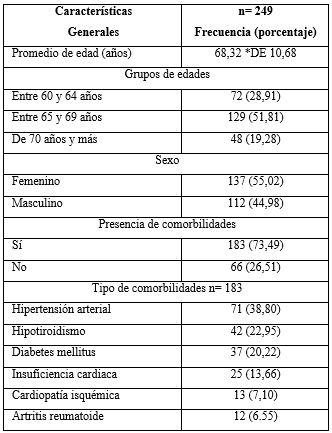 Características n= 249
Generales Frecuencia (porcentaje)
Promedio de edad (años) 68,32 *DE 10,68
Grupos de edades
Entre 60 y 64 años 72 (28,91)
Entre 65 y 69 años 129 (51,81)
De 70 años y más 48 (19,28)
Sexo
Femenino 137 (55,02)
Masculino 112 (44,98)
Presencia de comorbilidades
Sí 183 (73,49)
No 66 (26,51)
Tipo de comorbilidades n= 183
Hipertensión arterial 71 (38,80)
Hipotiroidismo 42 (22,95)
Diabetes mellitus 37 (20,22)
Insuficiencia cardiaca 25 (13,66)
Cardiopatía isquémica 13 (7,10)
Artritis reumatoide 12 (6.55)